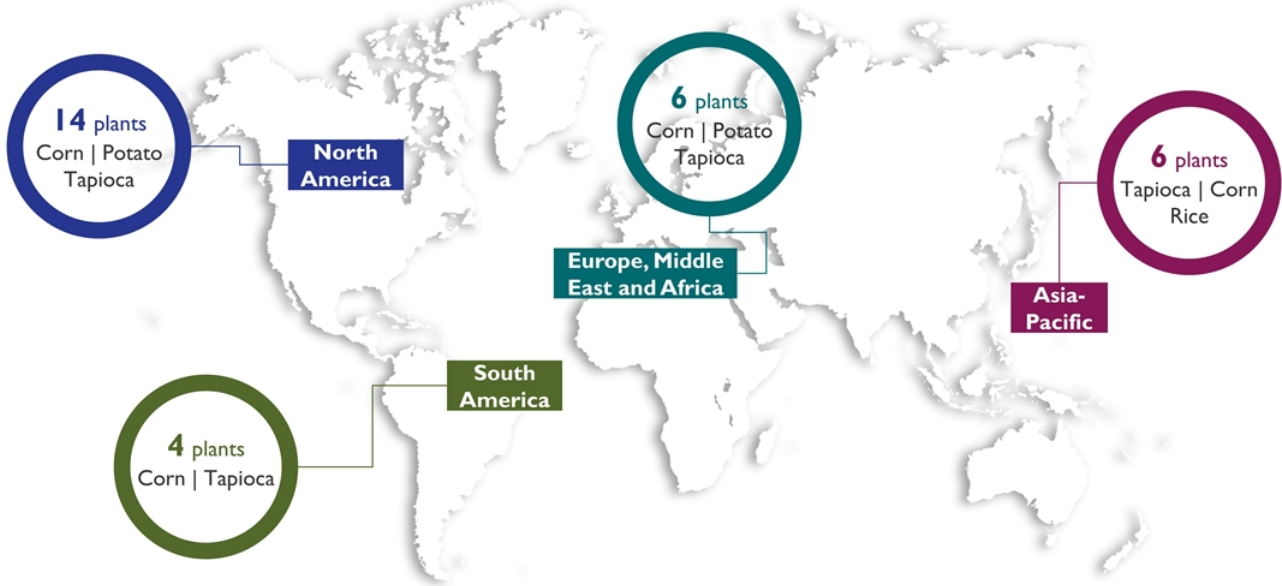 14 plants
Corn | Potato
Tapioca
North
America
6 plants
Corn | Potato
Tapioca
Europe, Middle
East and Africa
6 plants
Tapioca | Corn
Rice
Asia-
Pacific
4 plants
Corn | Tapioca
South
America